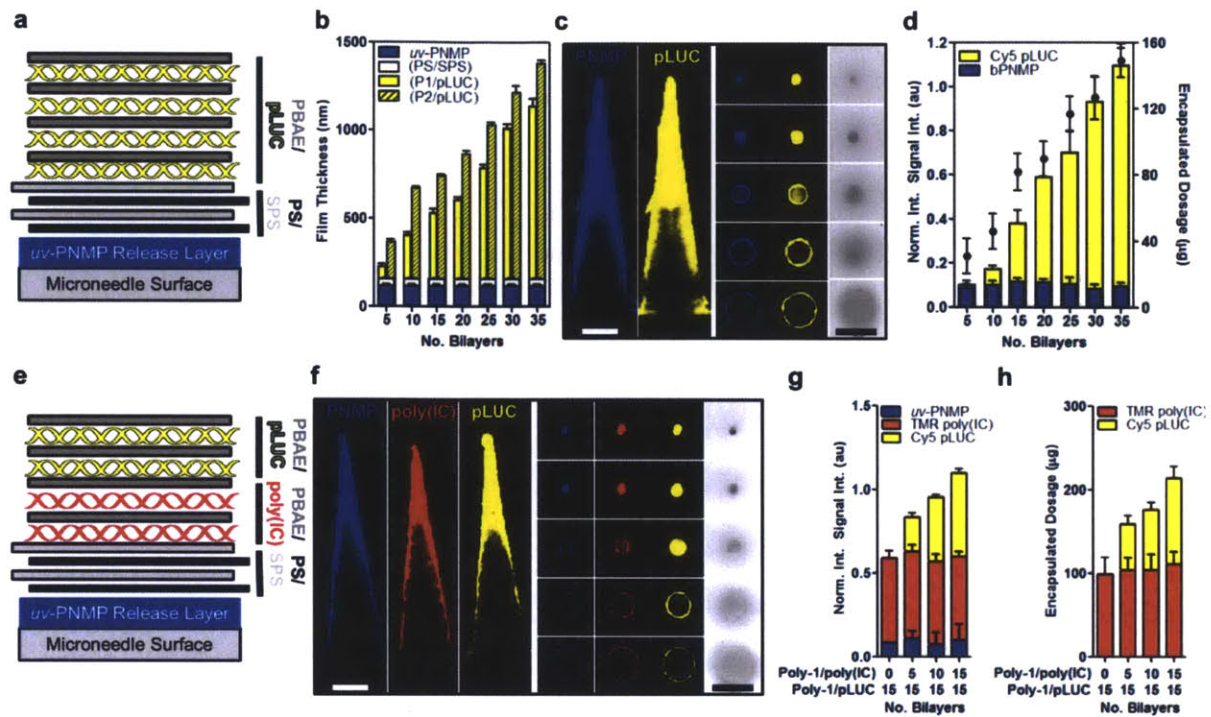 a
PBAE/
pLUC
PS/
SPS
uv-PNMP Release Layer
Microneedle Surface
b
1500
1000
500
0
Film Thickness (nm)
uv-PNMP
(PS/SPS)
(P1/pLUC)
(P2/pLUC)
5 10 15 20 25 30 35
No. Bilayers
c
PNMP
pLUC
d
1.2
1.0
0.8
0.6
0.4
0.2
0.0
Norm. Int. Signal Int. (au)
Cy5 pLUC
bPNMP
160
120
80
40
0
Encapsulated Dosage (µg)
5 10 15 20 25 30 35
No. Bilayers
e
PBAE/
pLUC
PBAE/
poly(IC)
PS/
SPS
uv-PNMP Release Layer
Microneedle Surface
f
PNMP
poly(IC)
pLUC
g
uv-PNMP
TMR poly(IC)
Cy5 pLUC
1.5
1.0
0.5
0.0
Norm. Int. Signal Int. (au)
Poly-1/poly(IC) 0 5 10 15
Poly-1/pLUC 15 15 15 15
No. Bilayers
h
TMR poly(IC)
Cy5 pLUC
300
200
100
0
Encapsulated Dosage (µg)
Poly-1/poly(IC) 0 5 10 15
Poly-1/pLUC 15 15 15 15
No. Bilayers